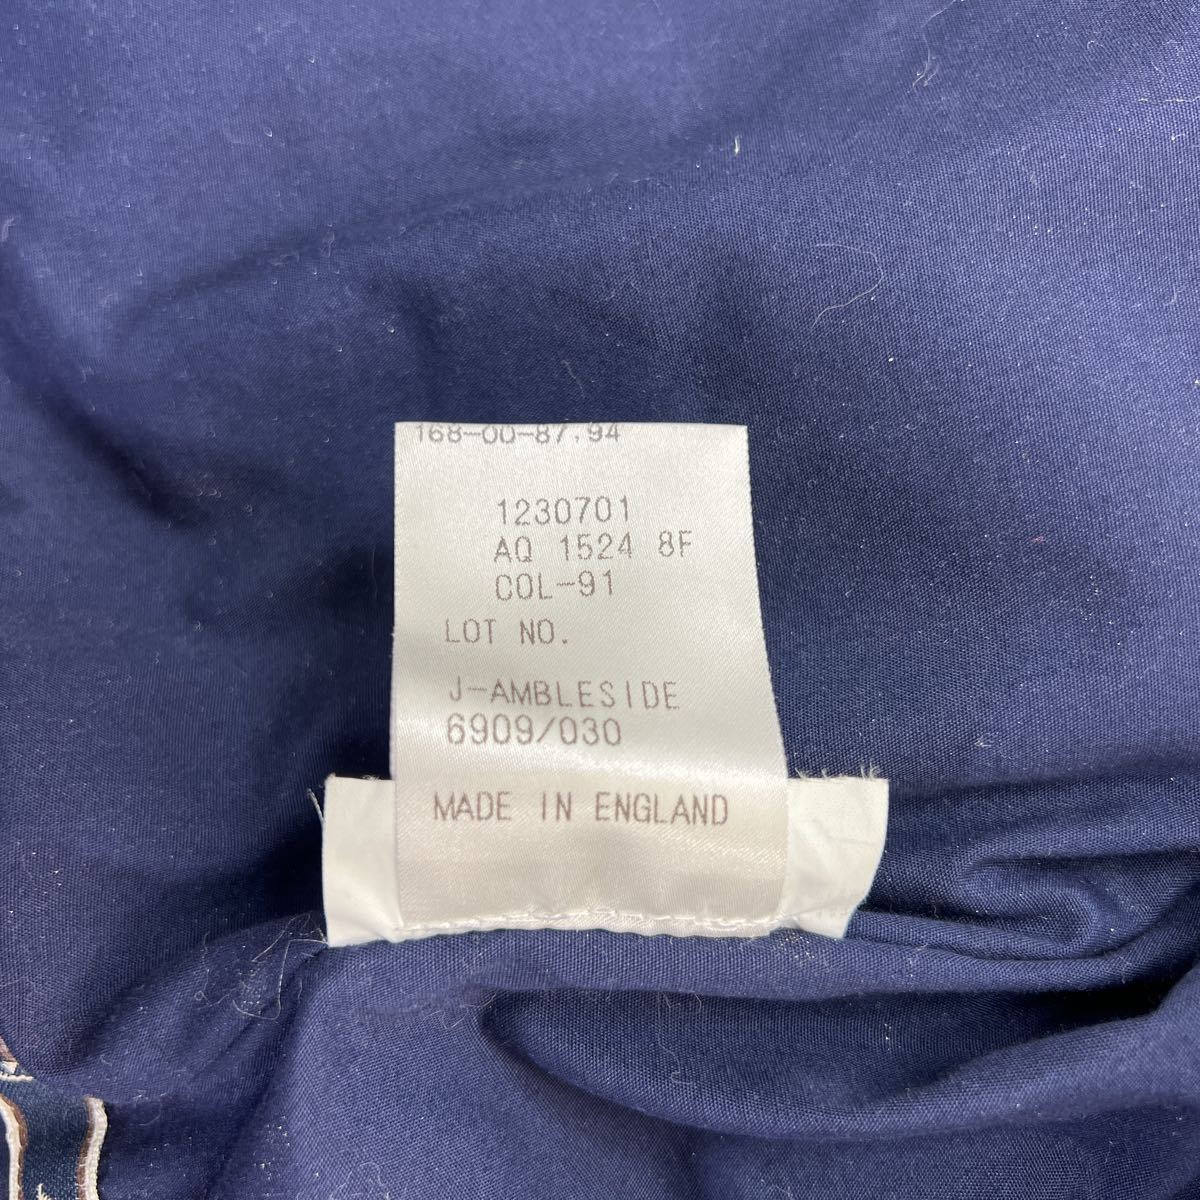 168-00-87.94
1230701
AQ 1524 8F
COL-91
LOT NO.
J-AMBLESIDE
6909/030
MADE IN ENGLAND